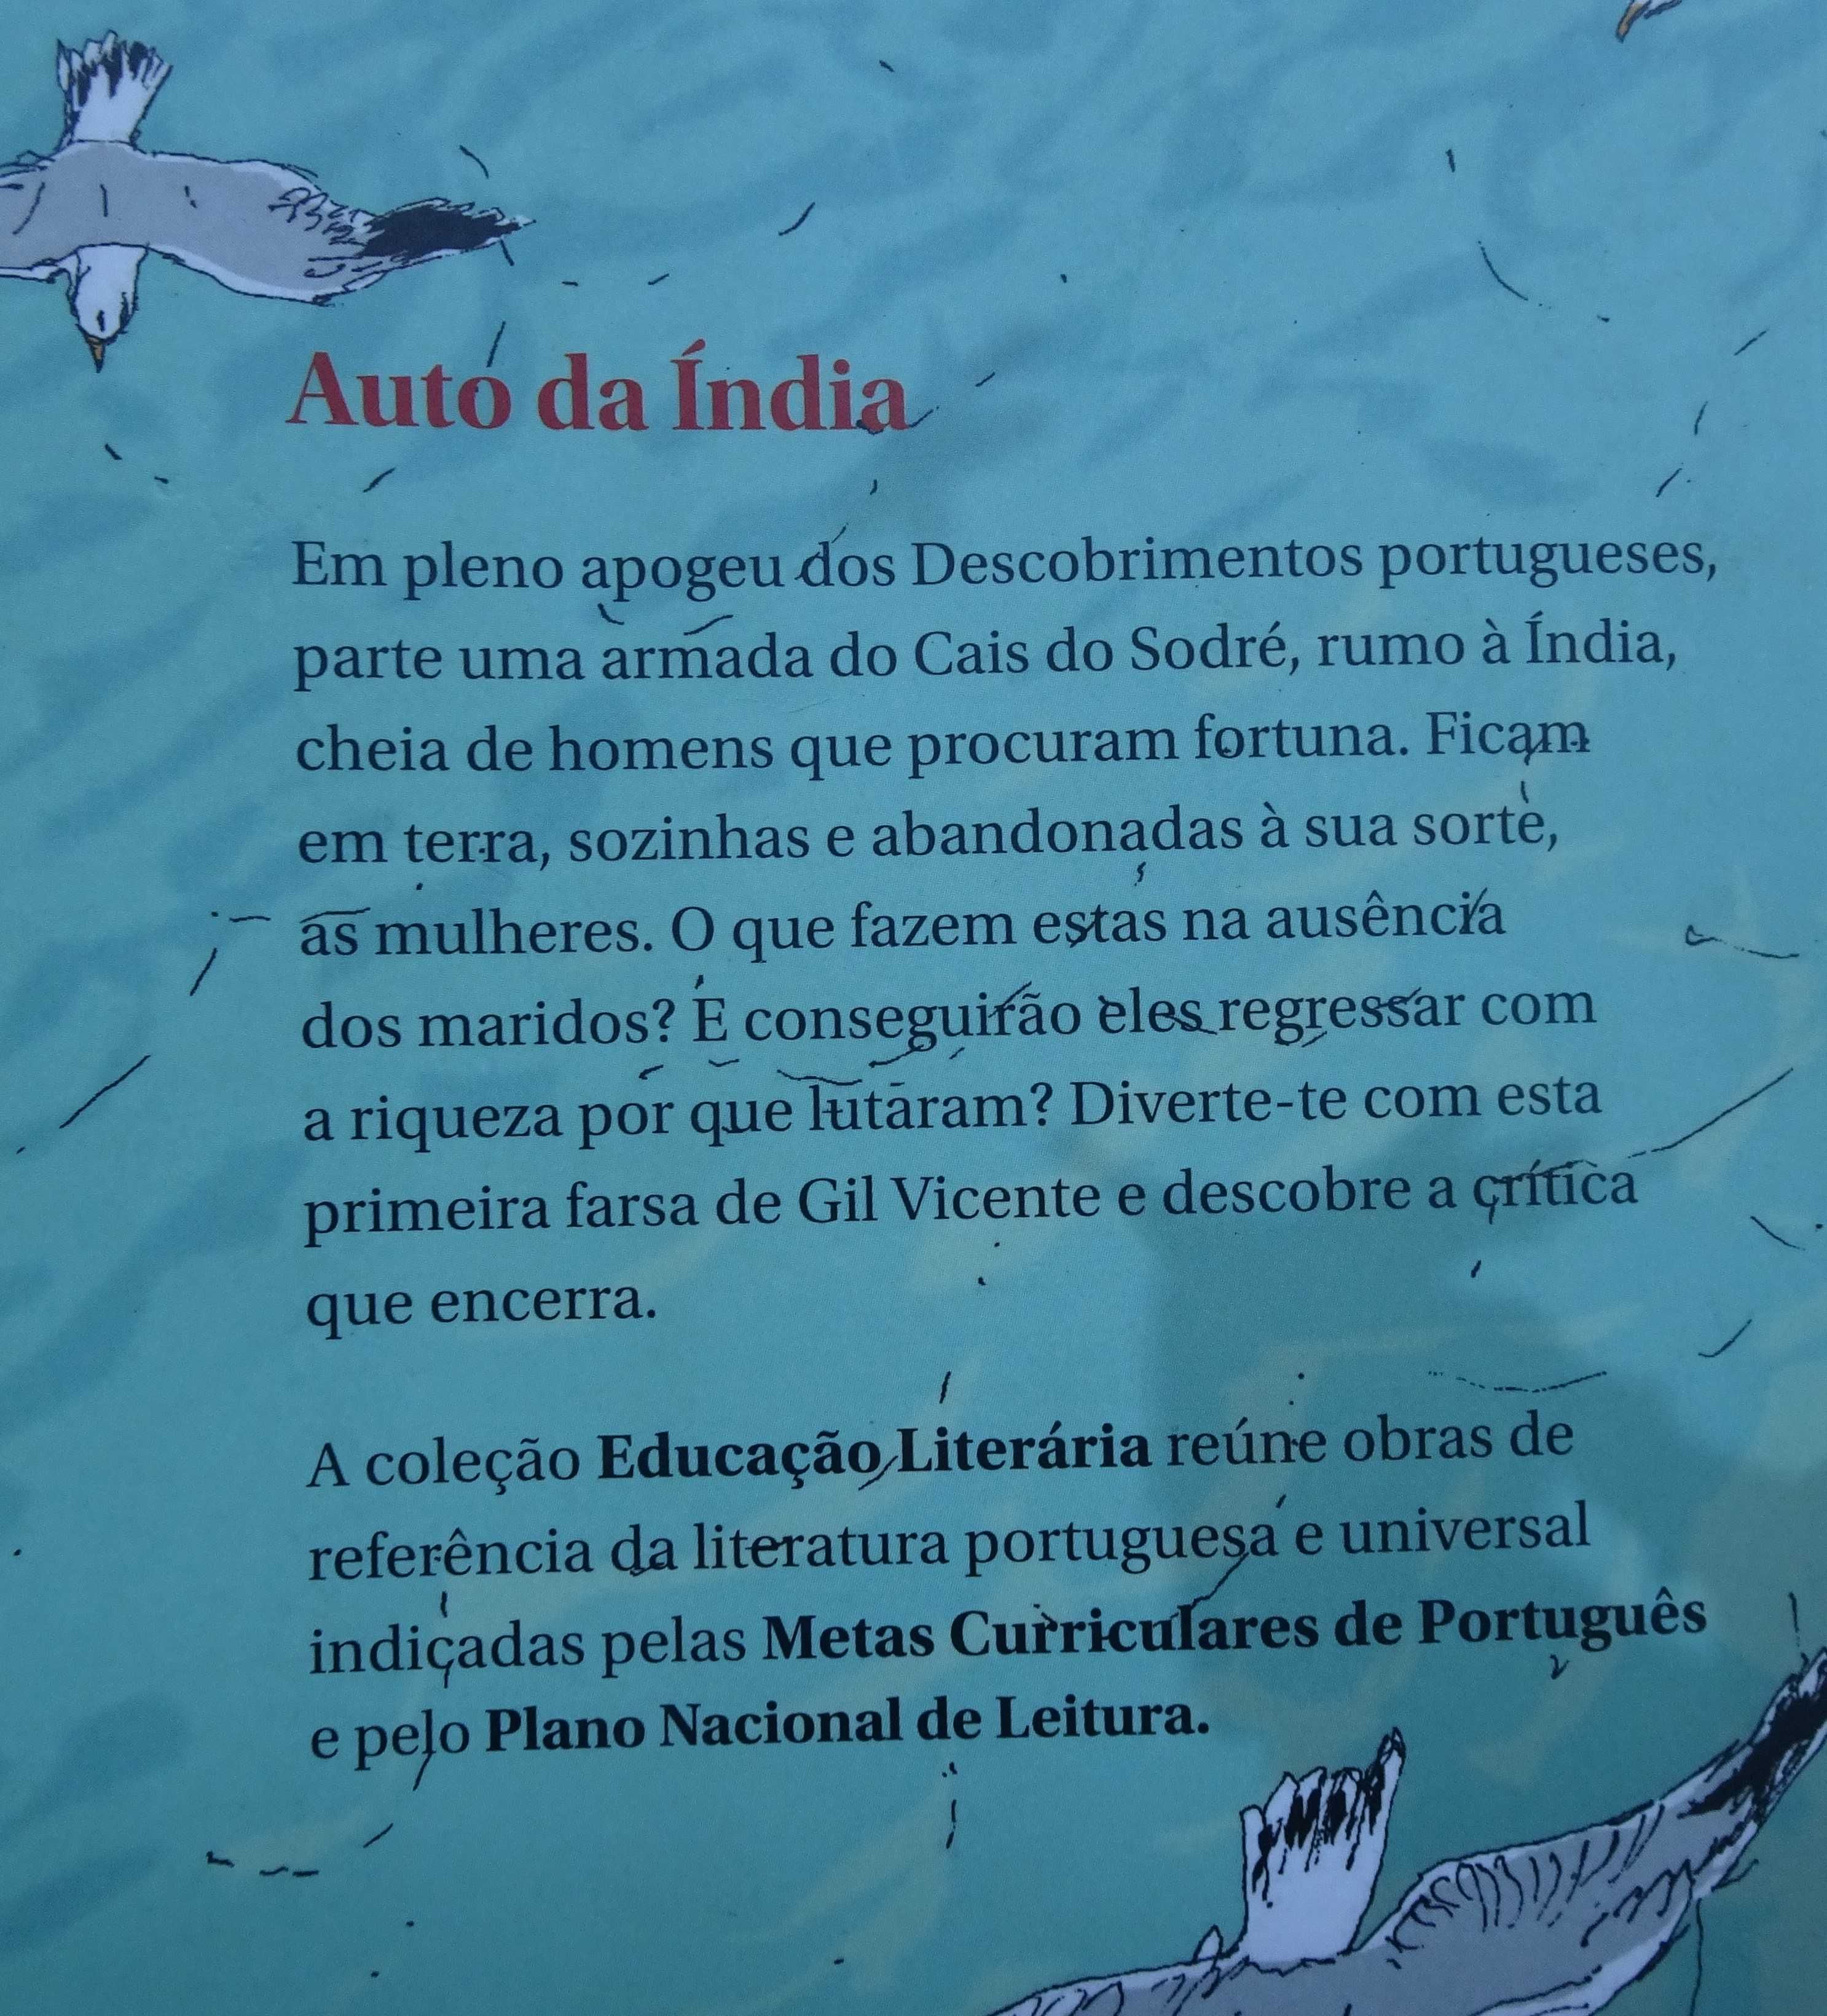 Auto da Índia
Em pleno apogeu dos Descobrimentos portugueses,
parte uma armada do Cais do Sodré, rumo à Índia,
cheia de homens que procuram fortuna. Ficam
em terra, sozinhas e abandonadas à sua sorte,
as mulheres. O que fazem estas na ausência
dos maridos? E conseguirão eles regressar com
a riqueza por que lutaram? Diverte-te com esta
primeira farsa de Gil Vicente e descobre a crítica
que encerra.
A coleção Educação Literária reúne obras de
referência da literatura portuguesa e universal
indicadas pelas Metas Curriculares de Português
e pelo Plano Nacional de Leitura.